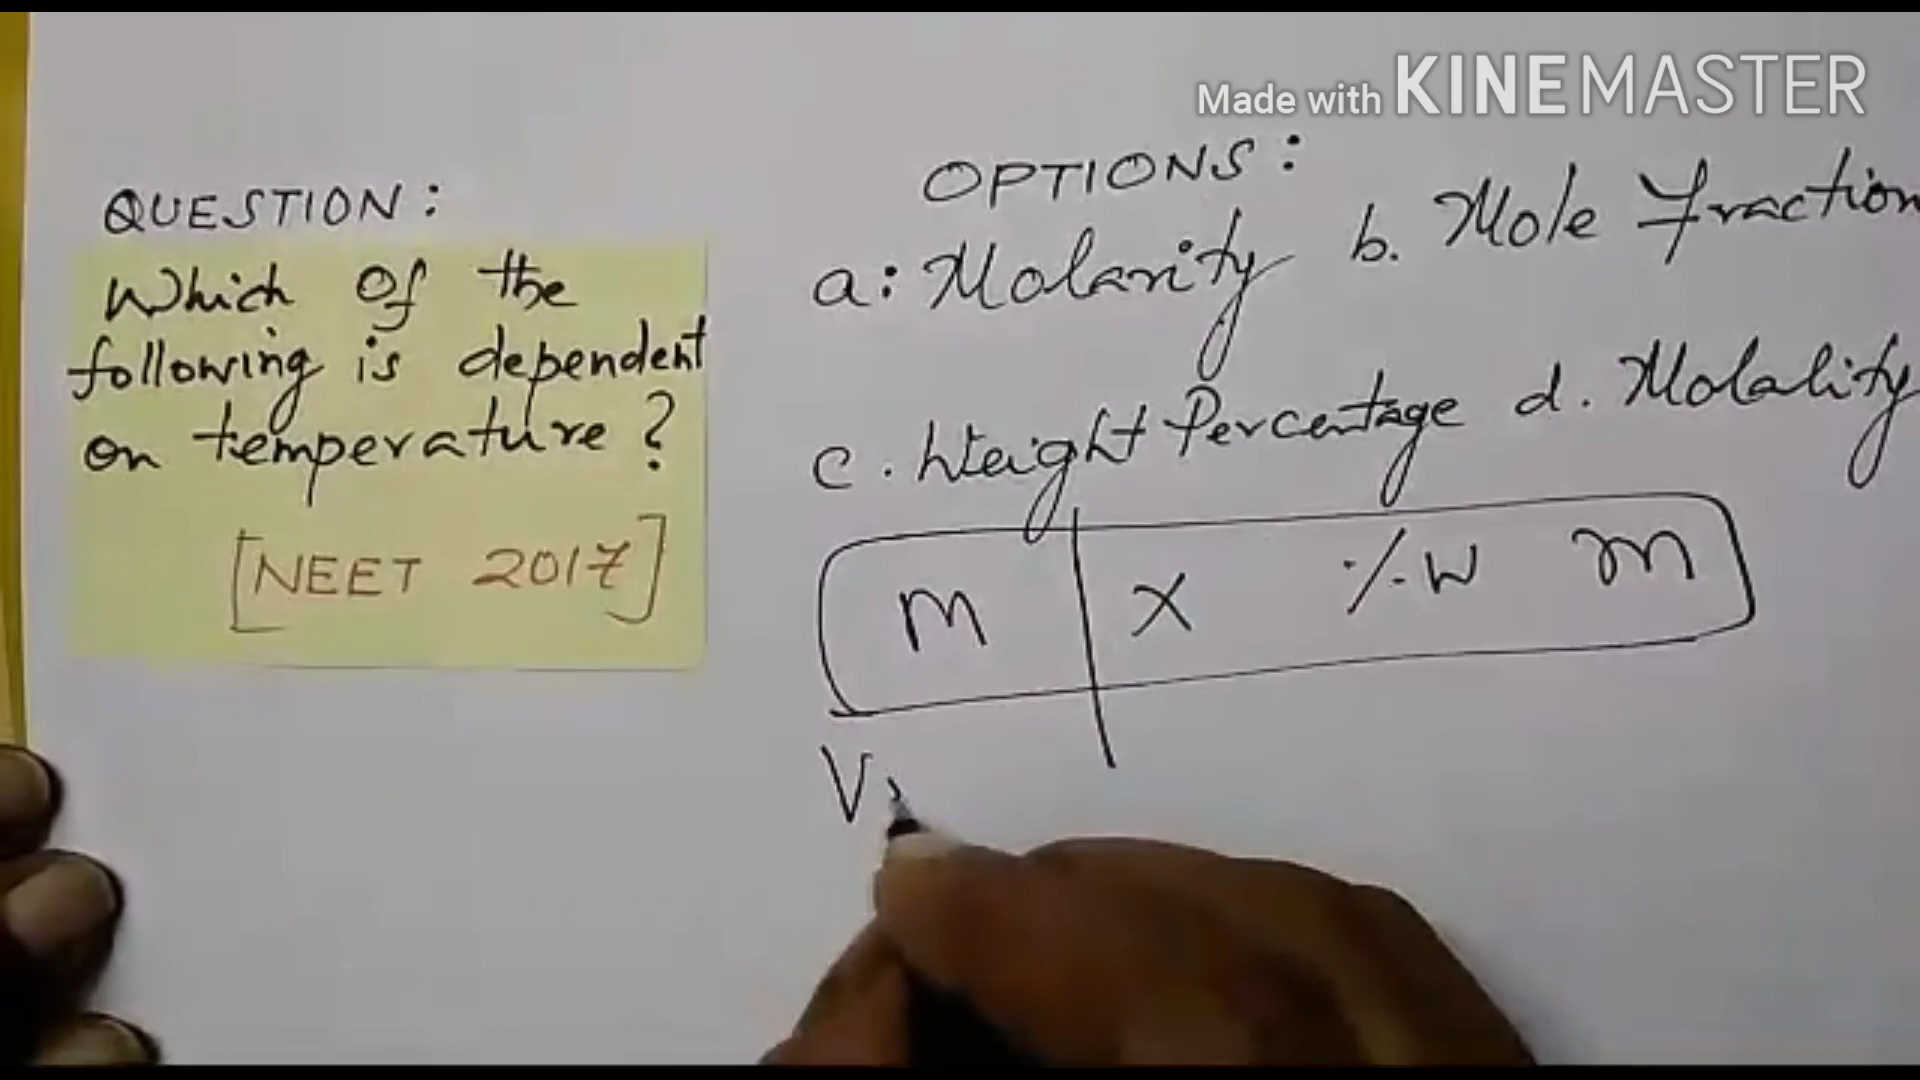 Made with KINEMASTER
QUESTION:
Which of the
following is dependent
on temperature?
[NEET 2017]
OPTIONS:
a: Molarity b. Mole Fraction
c. Weight Percentage d. Molality
M X %W m
V